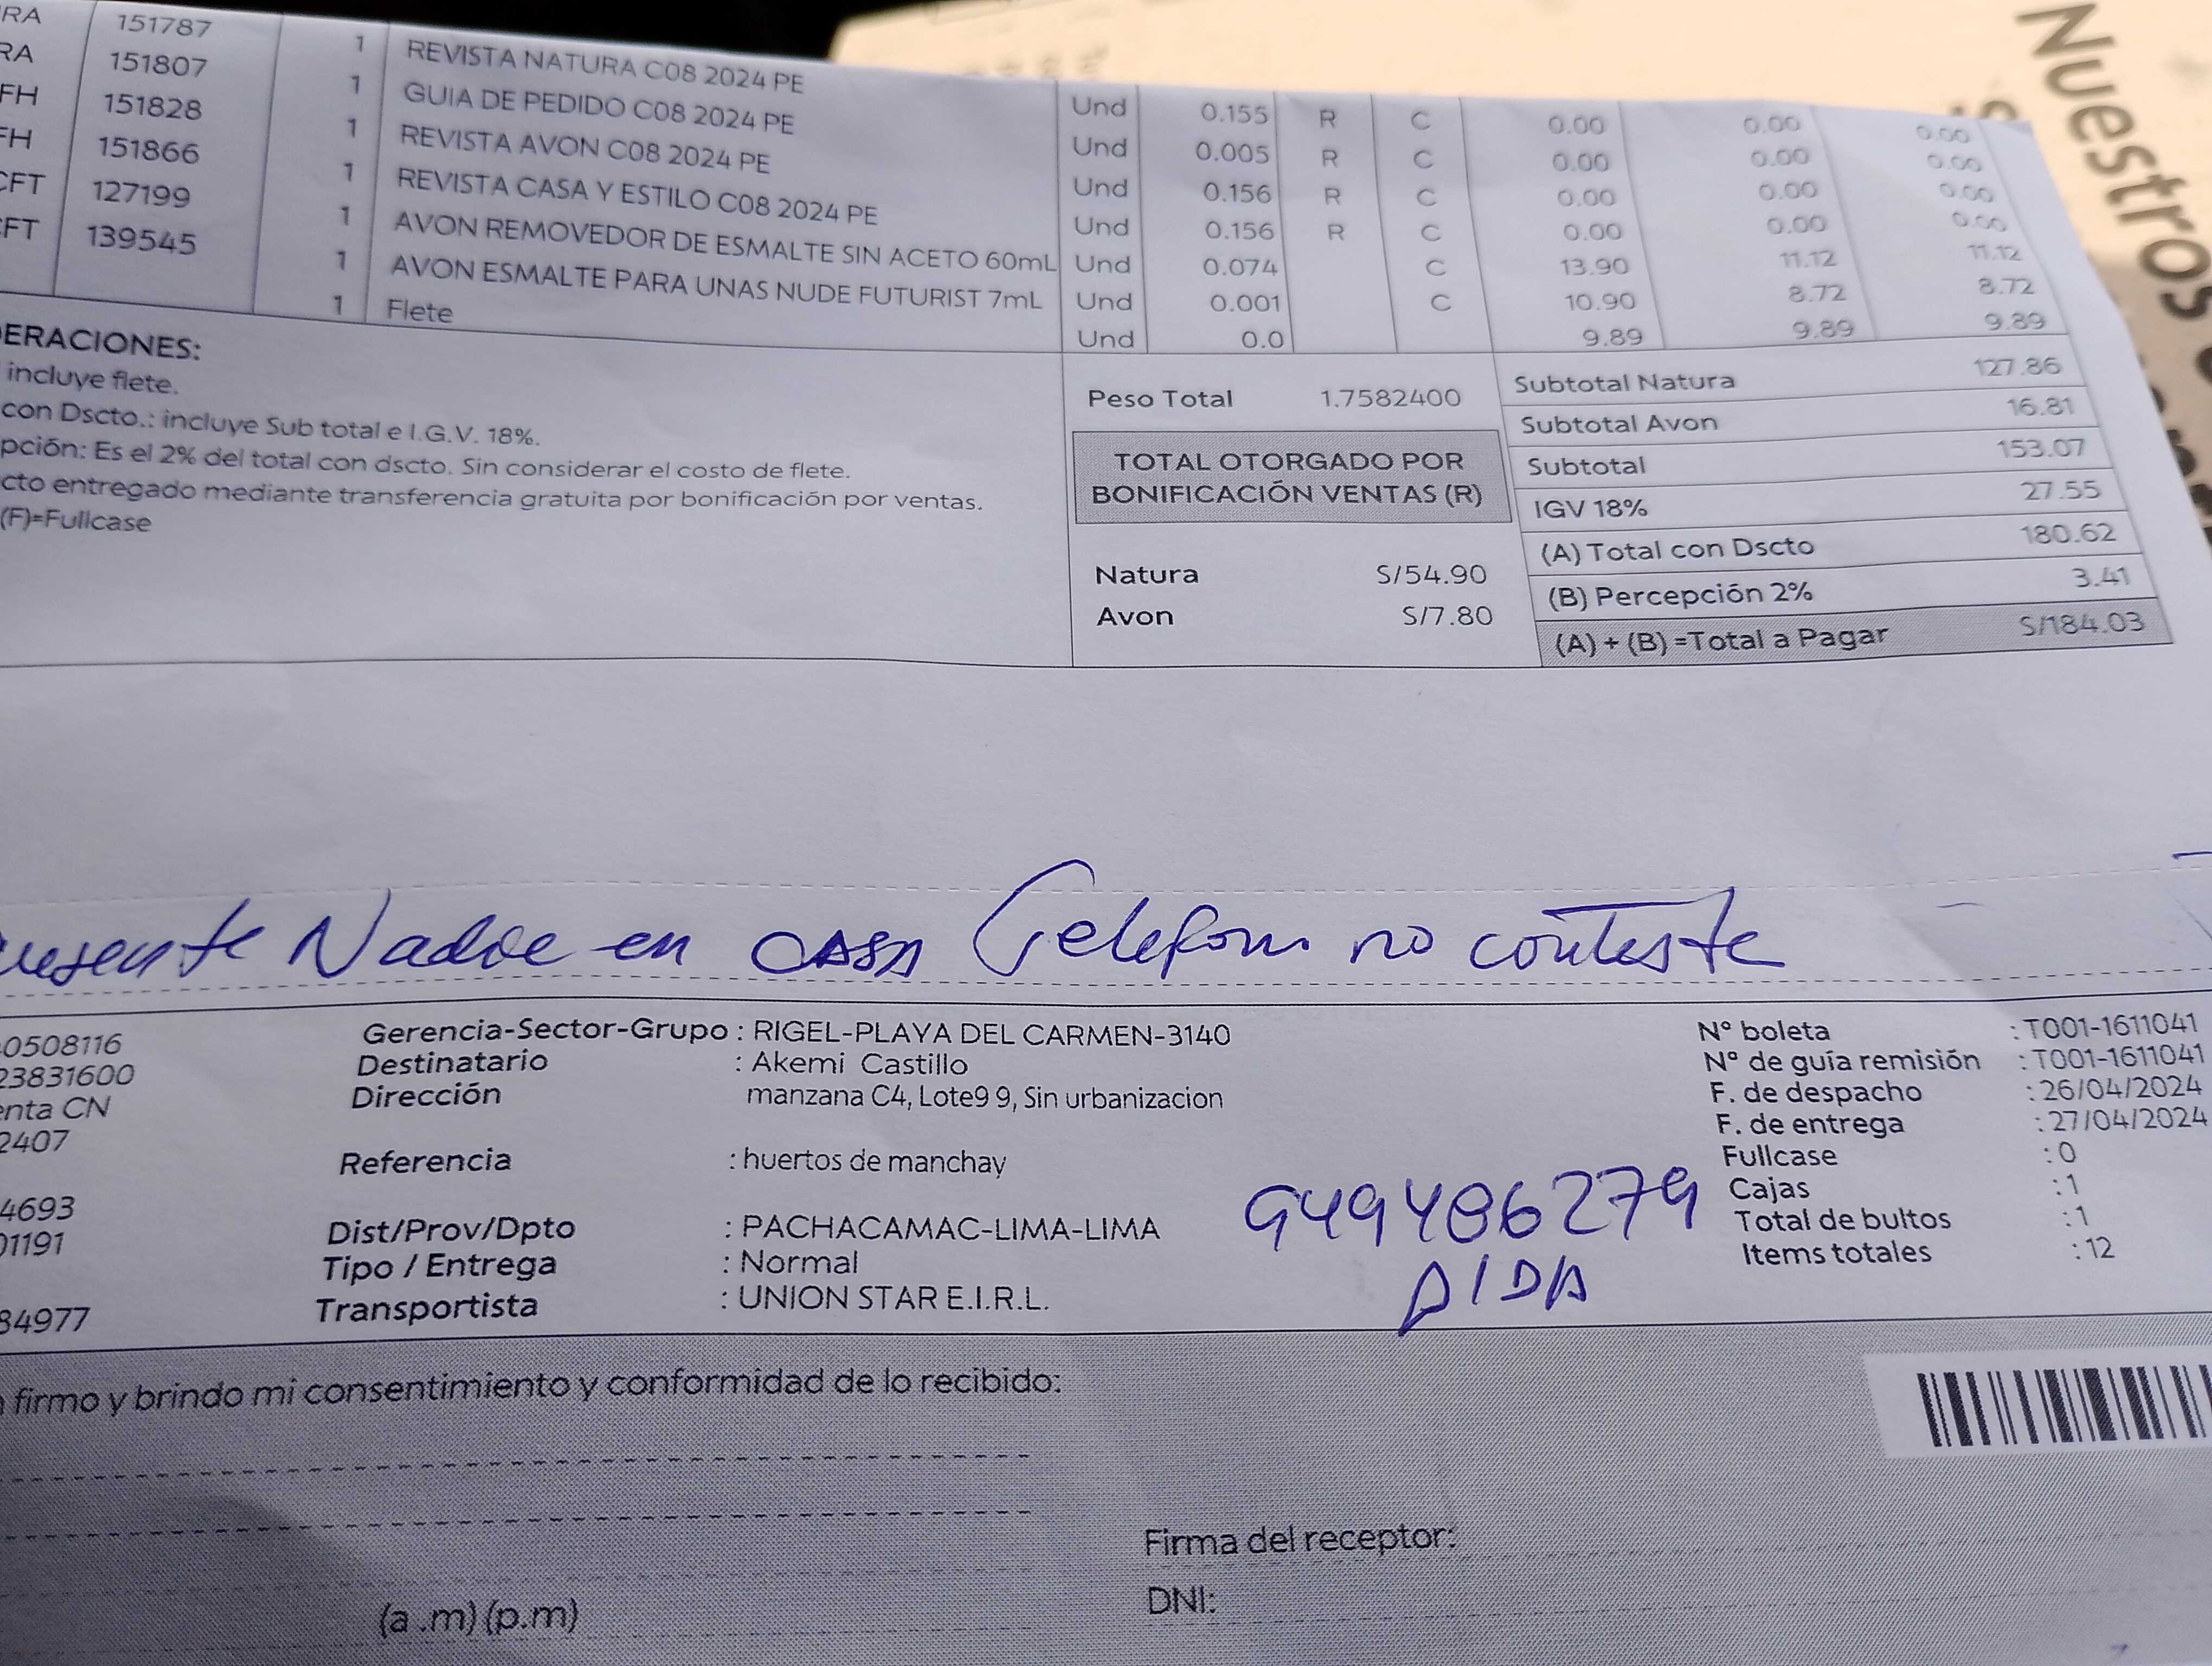 RA 151787 1 REVISTA NATURA C08 2024 PE Und 0.155 R C 0.00 0.00 0.00
RA 151807 1 GUIA DE PEDIDO C08 2024 PE Und 0.005 R C 0.00 0.00 0.00
FH 151828 1 REVISTA AVON C08 2024 PE Und 0.156 R C 0.00 0.00 0.00
FH 151866 1 REVISTA CASA Y ESTILO C08 2024 PE Und 0.156 R C 0.00 0.00 0.00
CFT 127199 1 AVON REMOVEDOR DE ESMALTE SIN ACETO 60mL Und 0.074 C 13.90 11.12 11.12
FT 139545 1 AVON ESMALTE PARA UNAS NUDE FUTURIST 7mL Und 0.001 C 10.90 8.72 8.72
1 Flete Und 0.0 9.89 9.89 9.89
ERACIONES:
incluye flete.
con Dscto.: incluye Sub total e I.G.V. 18%.
pción: Es el 2% del total con dscto. Sin considerar el costo de flete.
cto entregado mediante transferencia gratuita por bonificación por ventas.
(F)=Fullcase
Peso Total 1.7582400
TOTAL OTORGADO POR
BONIFICACIÓN VENTAS (R)
Natura S/54.90
Avon S/7.80
Subtotal Natura 127.86
Subtotal Avon 16.81
Subtotal 153.07
IGV 18% 27.55
(A) Total con Dscto 180.62
(B) Percepción 2% 3.41
(A) + (B) =Total a Pagar S/184.03
Nuestros
Nadie en CASA Telefono no conteste
0508116
23831600
enta CN
2407
4693
01191
84977
Gerencia-Sector-Grupo : RIGEL-PLAYA DEL CARMEN-3140
Destinatario : Akemi Castillo
Dirección manzana C4, Lote9 9, Sin urbanizacion
Referencia : huertos de manchay
Dist/Prov/Dpto : PACHACAMAC-LIMA-LIMA
Tipo / Entrega : Normal
Transportista : UNION STAR E.I.R.L.
949486279
AIDA
N° boleta : T001-1611041
N° de guía remisión : T001-1611041
F. de despacho : 26/04/2024
F. de entrega : 27/04/2024
Fullcase : 0
Cajas : 1
Total de bultos : 1
Items totales : 12
firmo y brindo mi consentimiento y conformidad de lo recibido:
(a .m) (p.m)
Firma del receptor:
DNI: